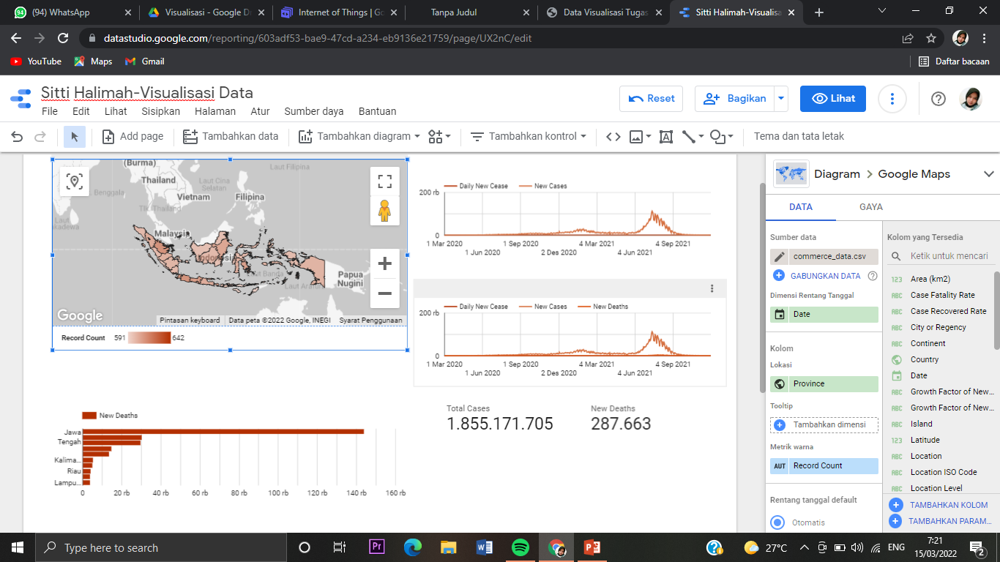 (94) WhatsApp
Visualisasi - Google Dr
Internet of Things | Go
Tanpa Judul
Data Visualisasi Tugas
Sitti Halimah-Visualisa
datastudio.google.com/reporting/603adf53-bae9-47cd-a234-eb9136e21759/page/UX2nC/edit
YouTube
Maps
Gmail
Daftar bacaan
Sitti Halimah-Visualisasi Data
File Edit Lihat Sisipkan Halaman Atur Sumber daya Bantuan
Reset
Bagikan
Lihat
Add page
Tambahkan data
Tambahkan diagram
Tambahkan kontrol
Tema dan tata letak
(Burma)
Laut Filipina
Thailand
Laut Cina
Selatan
Benggala
Vietnam
Filipina
Tlk. Thailand
Laut
Malaysia
Indonesia
Laut Banda
Papua
Nugini
Google
Pintasan keyboard
Data peta ©2022 Google, INEGI
Syarat Penggunaan
Record Count 591 642
Daily New Cease New Cases
200 rb
0
1 Mar 2020 1 Sep 2020 4 Mar 2021 4 Sep 2021
1 Jun 2020 2 Des 2020 4 Jun 2021
Daily New Cease New Cases New Deaths
200 rb
0
1 Mar 2020 1 Sep 2020 4 Mar 2021 4 Sep 2021
1 Jun 2020 2 Des 2020 4 Jun 2021
Total Cases
1.855.171.705
New Deaths
287.663
New Deaths
Jawa
Tengah
Kalima...
Riau
Lampu...
0 20 rb 40 rb 60 rb 80 rb 100 rb 120 rb 140 rb 160 rb
Diagram > Google Maps
DATA
GAYA
Sumber data
commerce_data.csv
GABUNGKAN DATA
Dimensi Rentang Tanggal
Date
Kolom
Lokasi
Province
Tooltip
Tambahkan dimensi
Metrik warna
AUT Record Count
Rentang tanggal default
Otomatis
Kolom yang Tersedia
Ketik untuk mencari
123 Area (km2)
ABC Case Fatality Rate
ABC Case Recovered Rate
ABC City or Regency
ABC Continent
Country
Date
ABC Growth Factor of New...
ABC Growth Factor of New...
ABC Island
123 Latitude
ABC Location
ABC Location ISO Code
ABC Location Level
TAMBAHKAN KOLOM
TAMBAHKAN PARAM...
Type here to search
Pr
27°C
ENG
7:21
15/03/2022
2